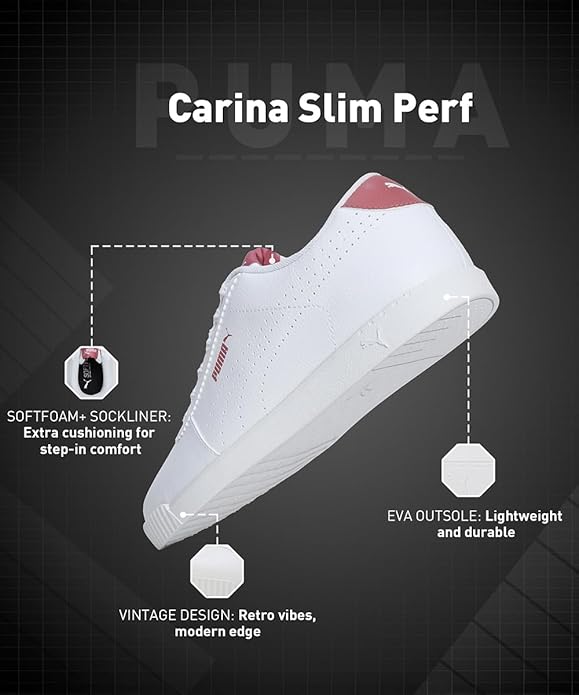 PUMA
Carina Slim Perf
PUMA
SOFTFOAM+ SOCKLINER:
Extra cushioning for
step-in comfort
EVA OUTSOLE: Lightweight
and durable
VINTAGE DESIGN: Retro vibes,
modern edge